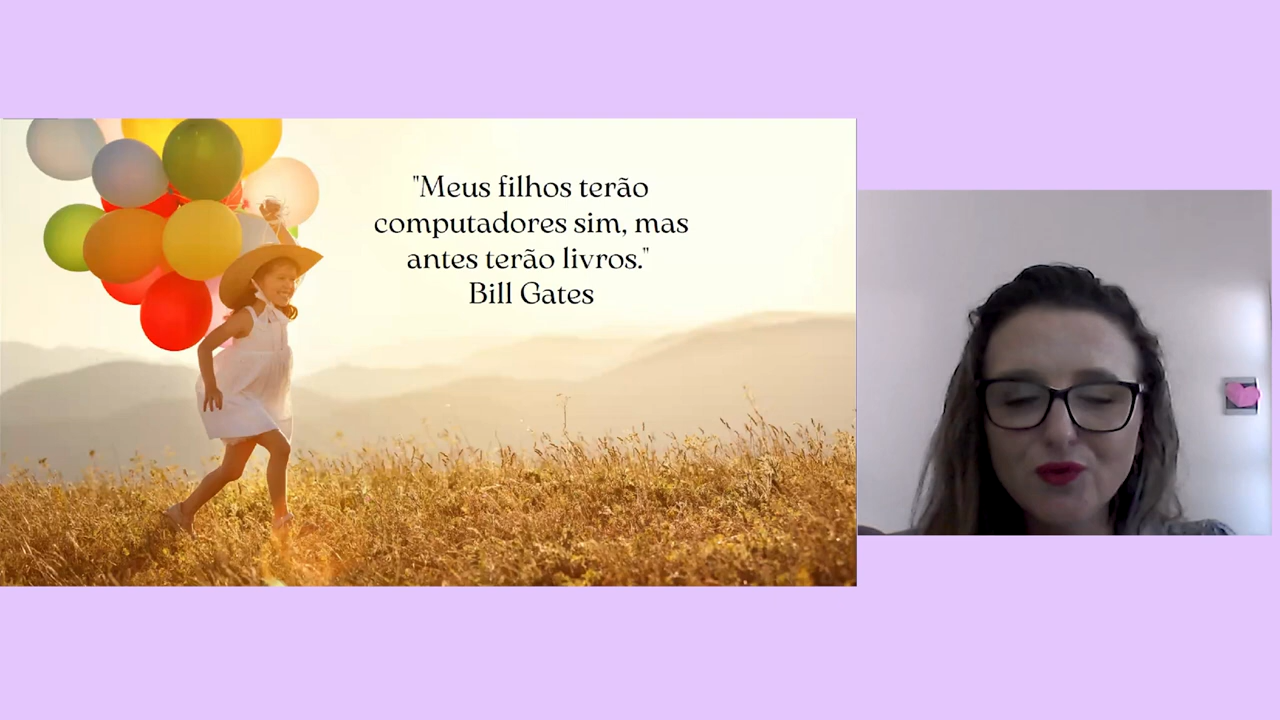 "Meus filhos terão
computadores sim, mas
antes terão livros."
Bill Gates